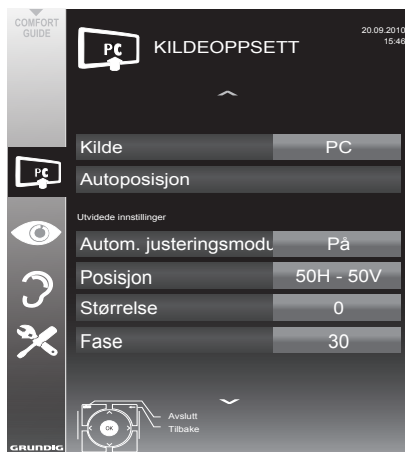 COMFORT
GUIDE
PC
KILDEOPPSETT
20.09.2010
15:46
Kilde PC
PC
Autoposisjon
Utvidede innstillinger
Autom. justeringsmodu På
Posisjon 50H - 50V
Størrelse 0
Fase 30
Avslutt
OK
Tilbake
GRUNDIG